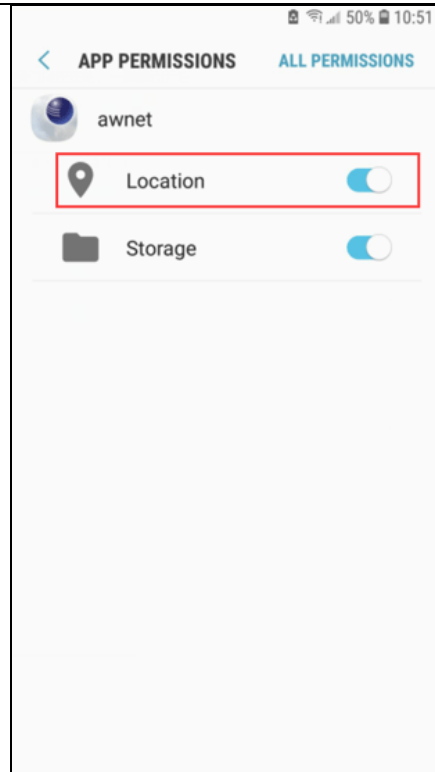 50% 10:51
APP PERMISSIONS ALL PERMISSIONS
awnet
Location
Storage